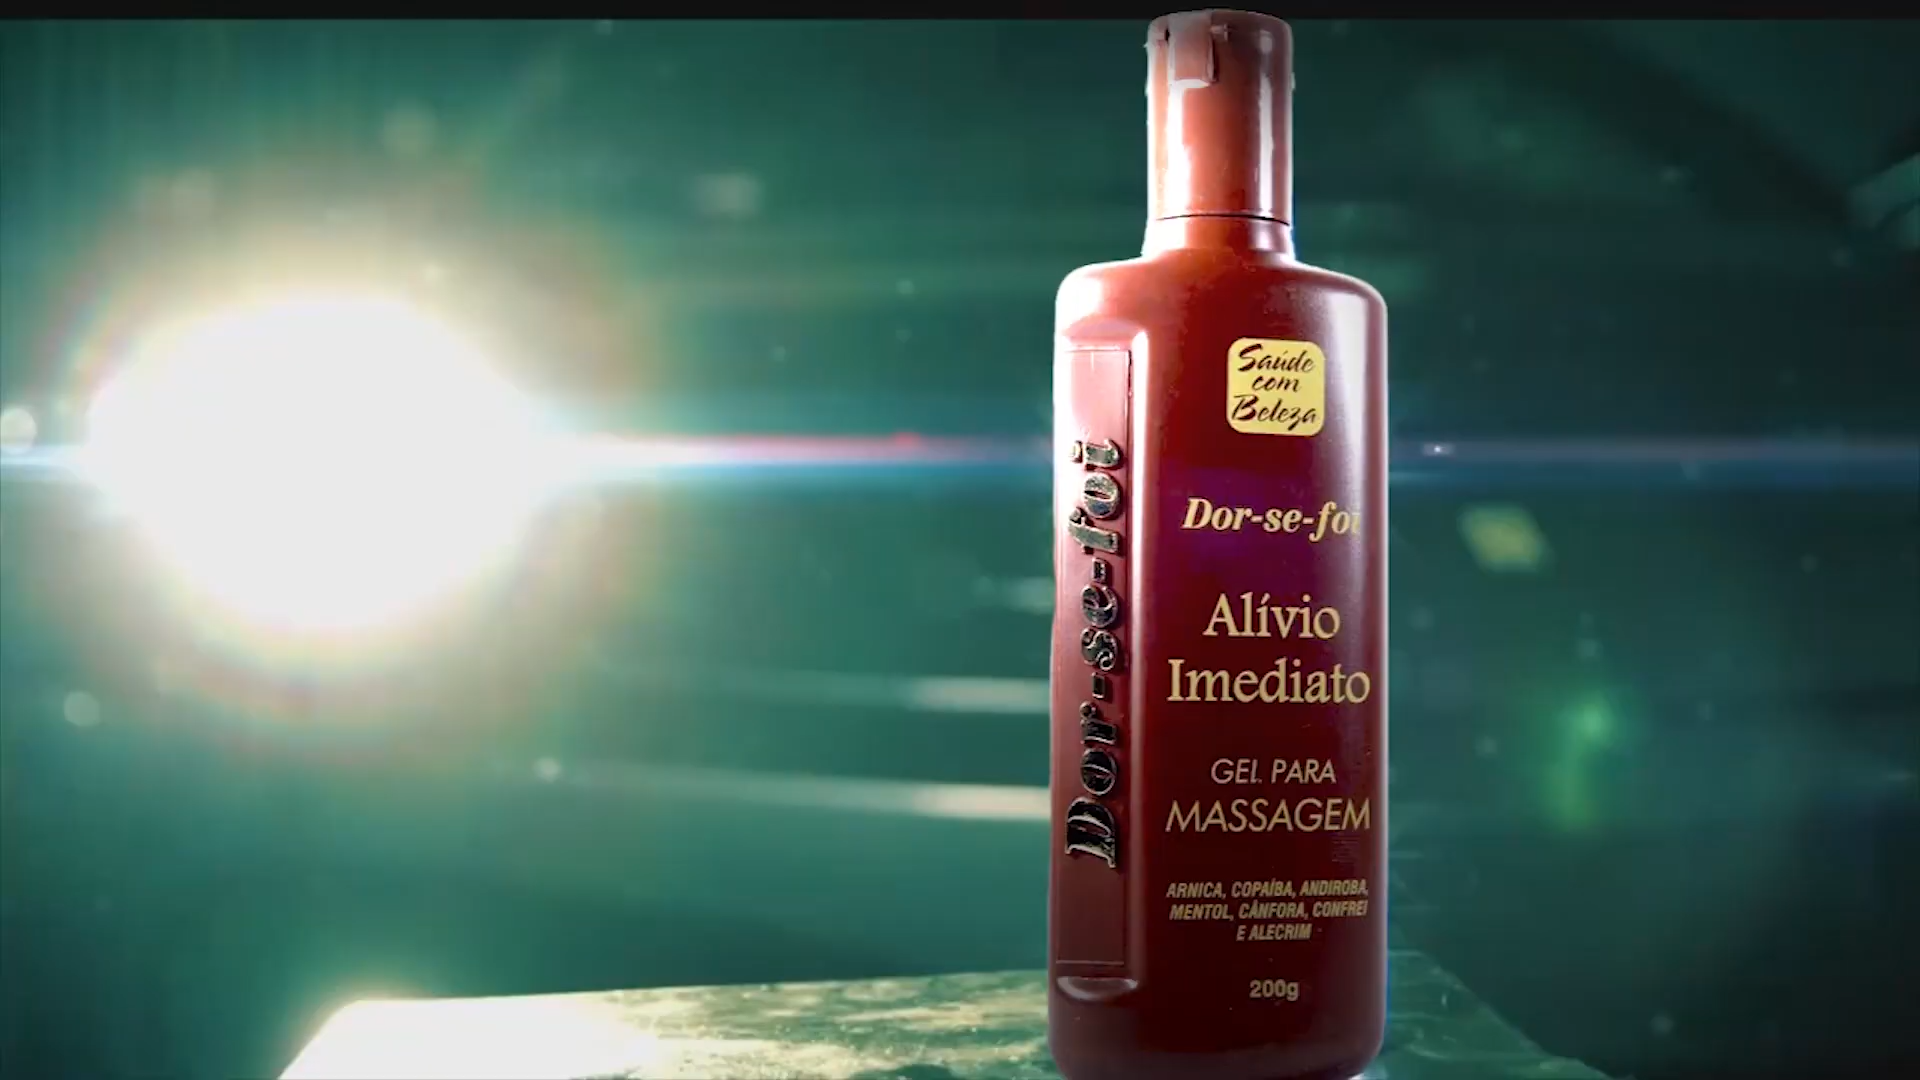 Saúde
com
Beleza
Dor-se-foi
Dor-se-foi
Alívio
Imediato
GEL PARA
MASSAGEM
ARNICA, COPAÍBA, ANDIROBA,
MENTOL, CÂNFORA, CONFREI
E ALECRIM
200g